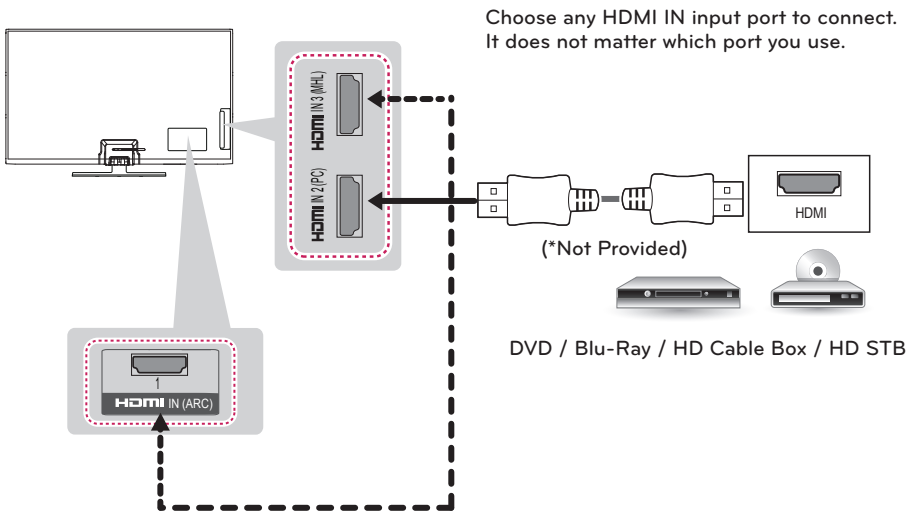 Choose any HDMI IN input port to connect.
It does not matter which port you use.
HDMI IN 3 (MHL)
HDMI IN 2 (PC)
HDMI
(*Not Provided)
DVD / Blu-Ray / HD Cable Box / HD STB
1
HDMI IN (ARC)